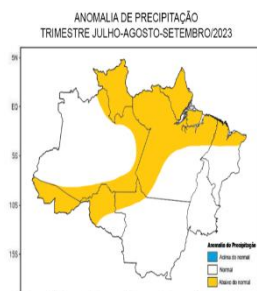 ANOMALIA DE PRECIPITAÇÃO
TRIMESTRE JULHO-AGOSTO-SETEMBRO/2023
5N
EQ
5S
10S
15S
Anomalia de Precipitação
Acima do normal
Normal
Abaixo do normal